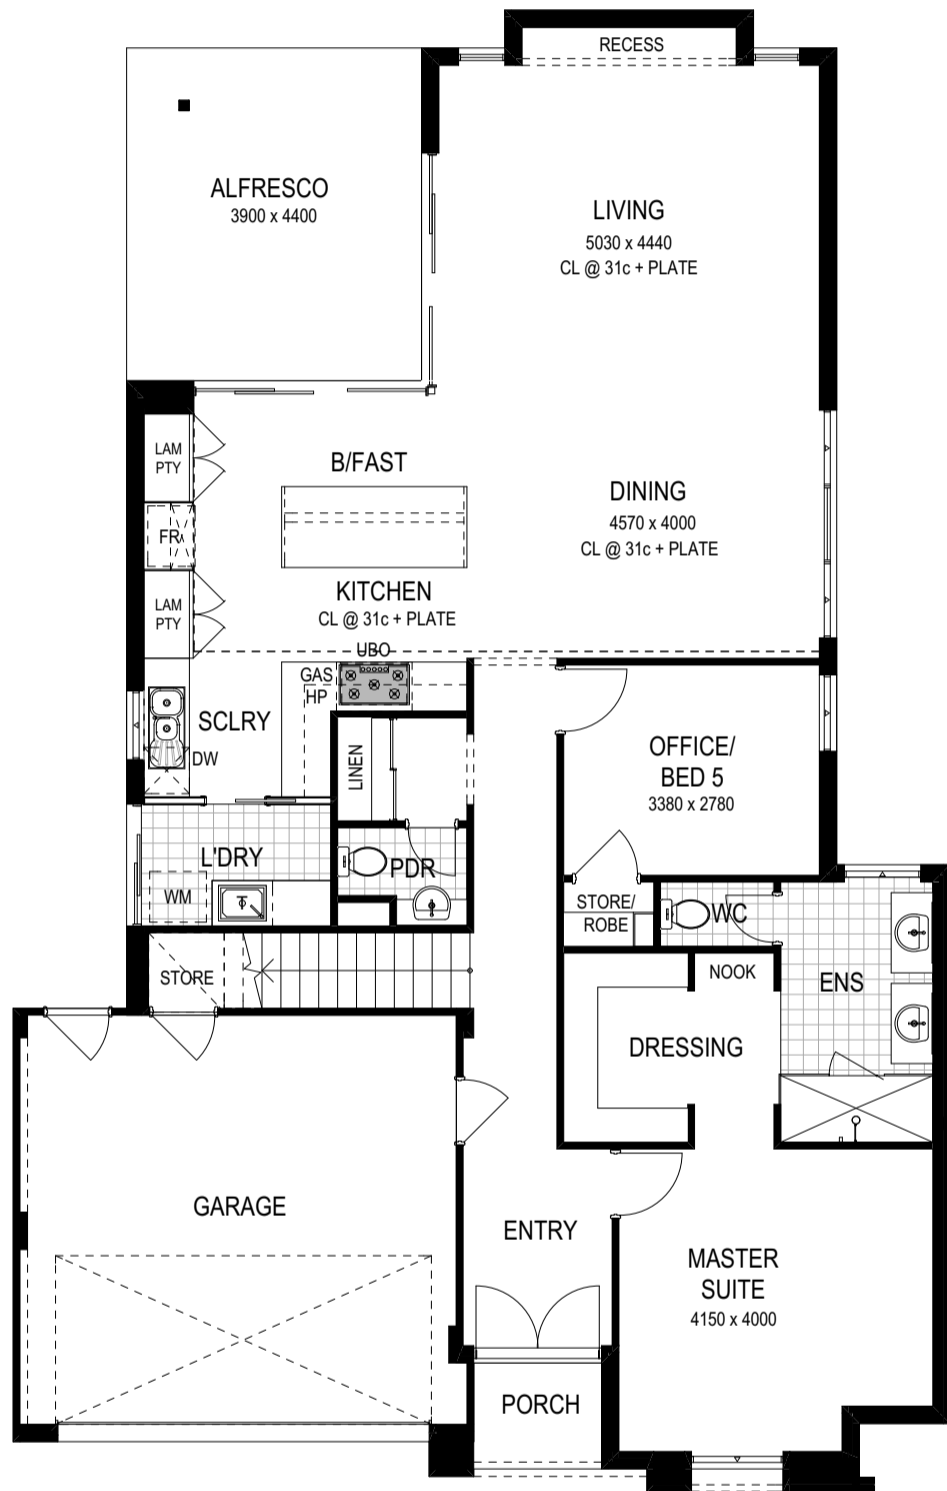 RECESS
ALFRESCO
3900 x 4400
LIVING
5030 x 4440
CL @ 31c + PLATE
LAM
PTY
B/FAST
DINING
4570 x 4000
CL @ 31c + PLATE
FR
KITCHEN
CL @ 31c + PLATE
LAM
PTY
UBO
GAS
HP
SCLRY
DW
LINEN
OFFICE/
BED 5
3380 x 2780
L'DRY
PDR
WM
STORE/
ROBE
WC
STORE
NOOK
ENS
DRESSING
GARAGE
ENTRY
MASTER
SUITE
4150 x 4000
PORCH